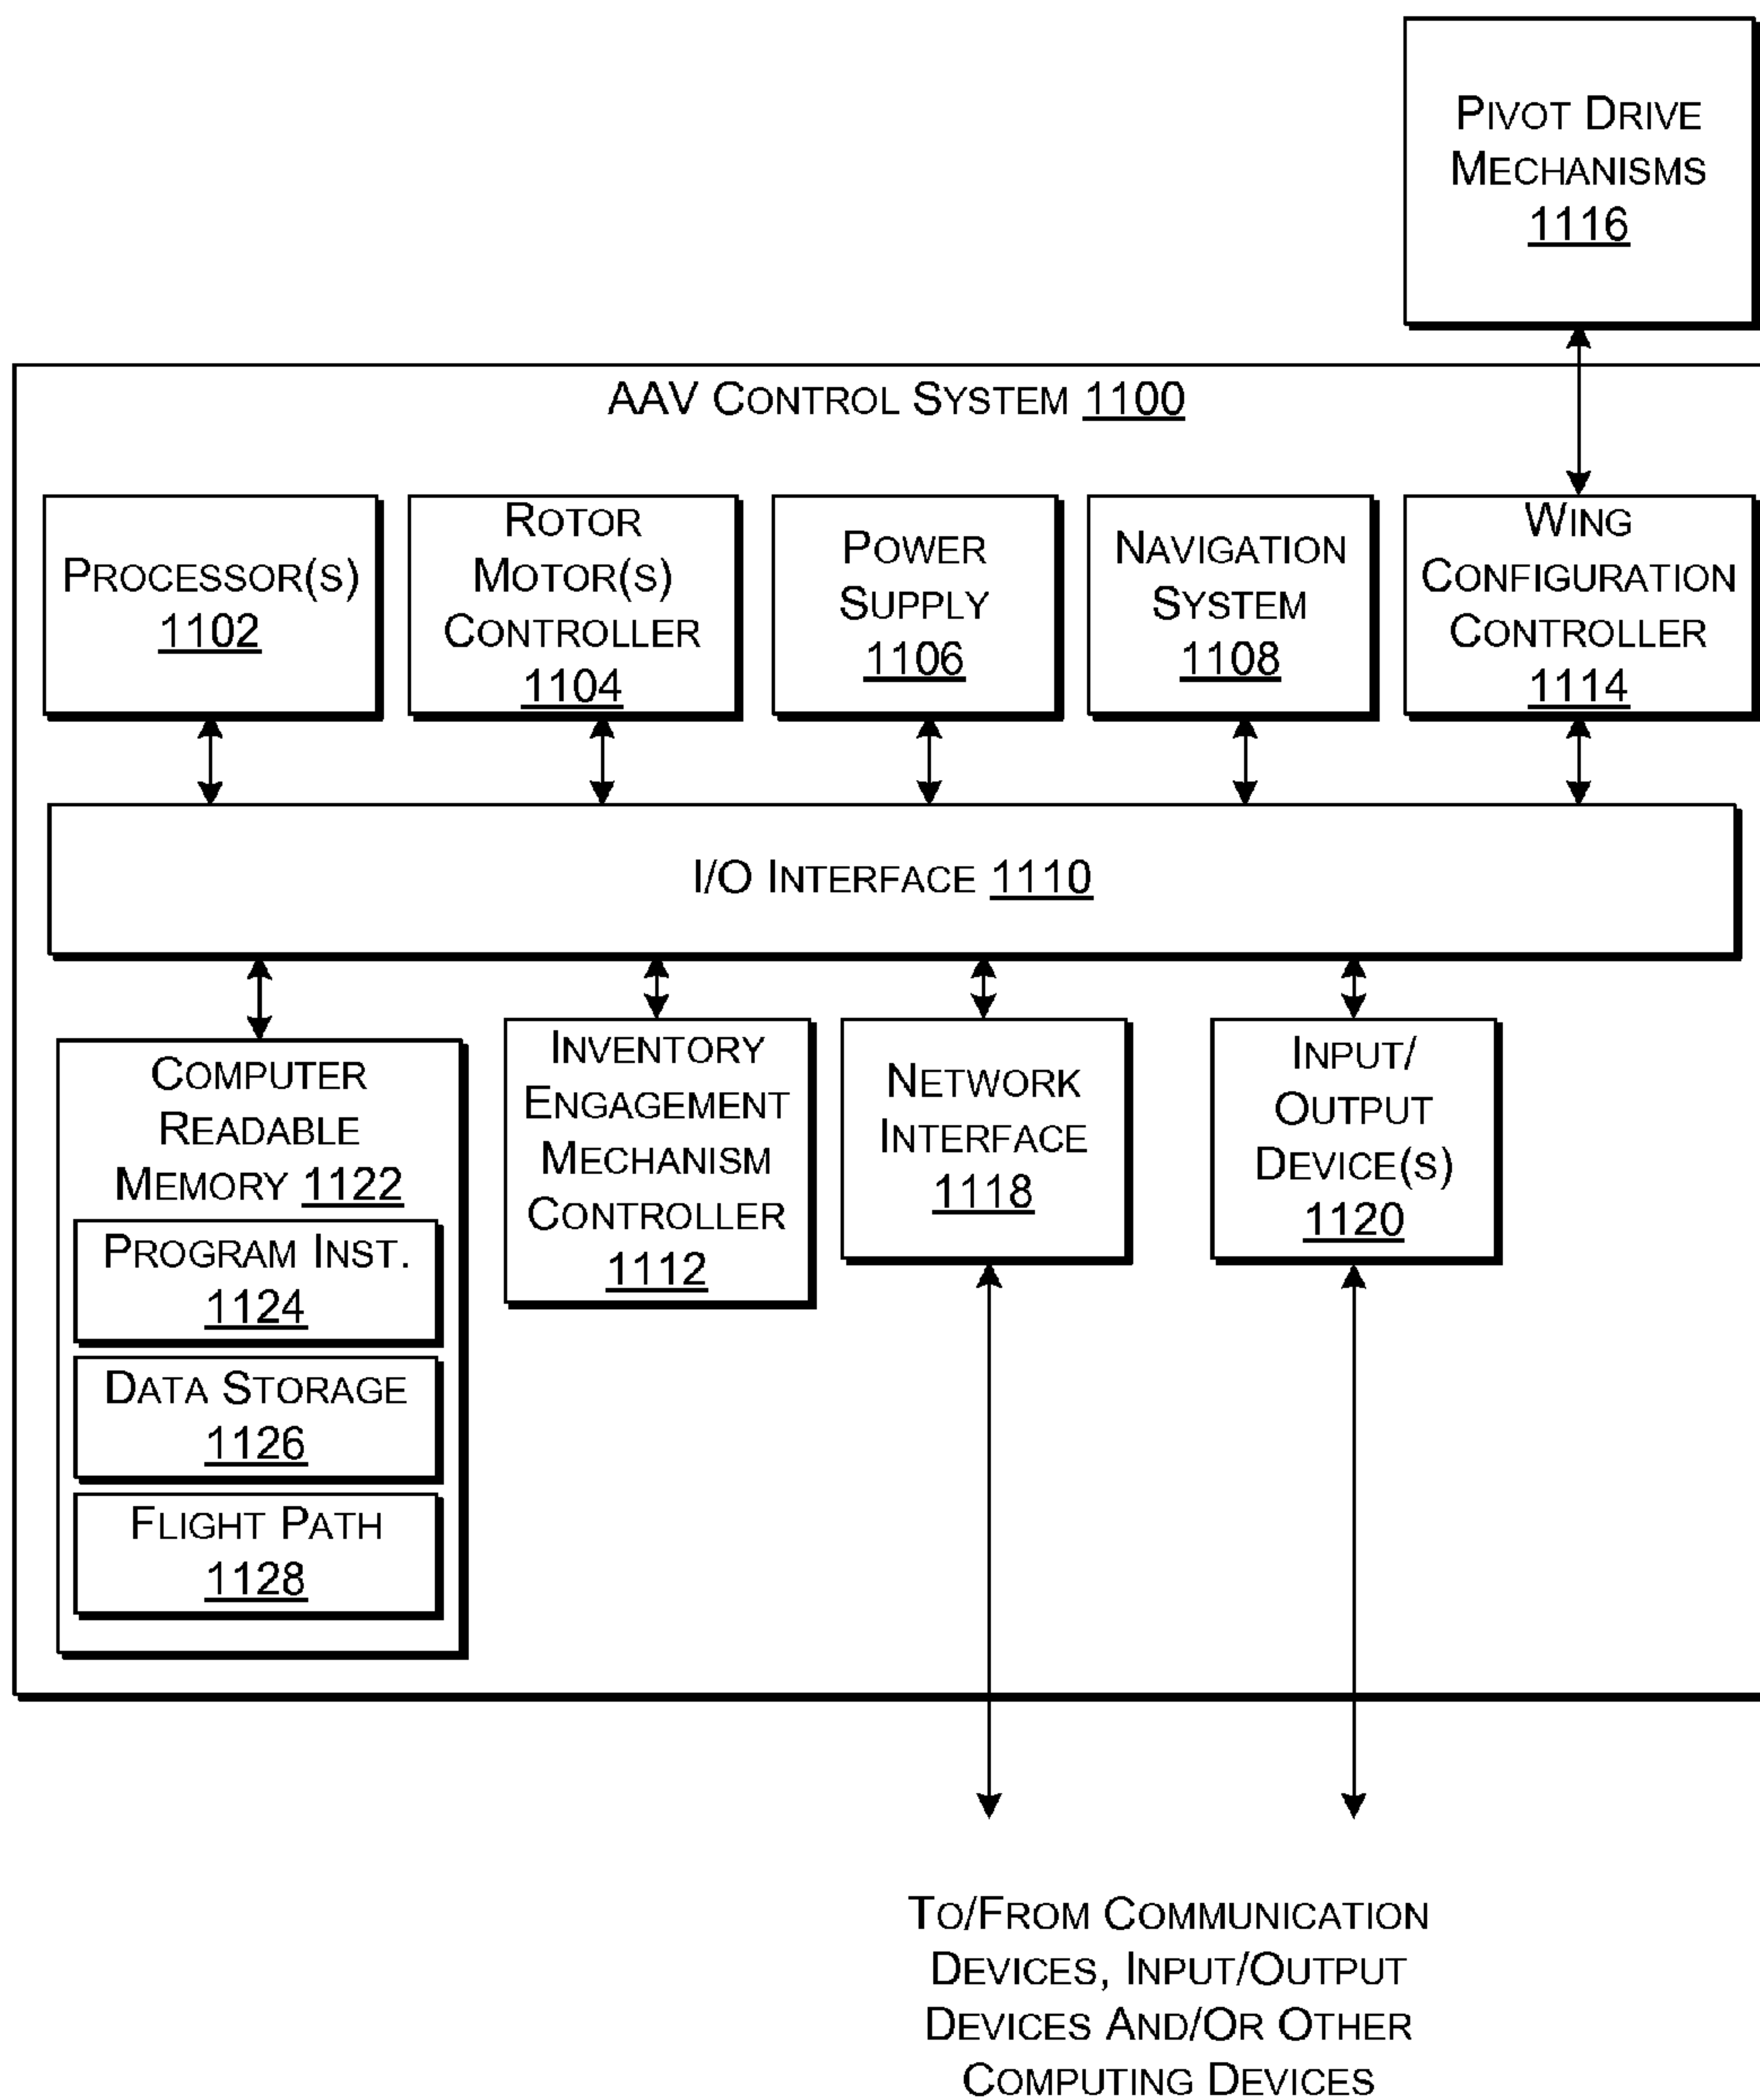 PIVOT DRIVE
MECHANISMS
1116
AAV CONTROL SYSTEM 1100
PROCESSOR(S)
1102
ROTOR
MOTOR(S)
CONTROLLER
1104
POWER
SUPPLY
1106
NAVIGATION
SYSTEM
1108
WING
CONFIGURATION
CONTROLLER
1114
I/O INTERFACE 1110
COMPUTER
READABLE
MEMORY 1122
PROGRAM INST.
1124
DATA STORAGE
1126
FLIGHT PATH
1128
INVENTORY
ENGAGEMENT
MECHANISM
CONTROLLER
1112
NETWORK
INTERFACE
1118
INPUT/
OUTPUT
DEVICE(S)
1120
TO/FROM COMMUNICATION
DEVICES, INPUT/OUTPUT
DEVICES AND/OR OTHER
COMPUTING DEVICES